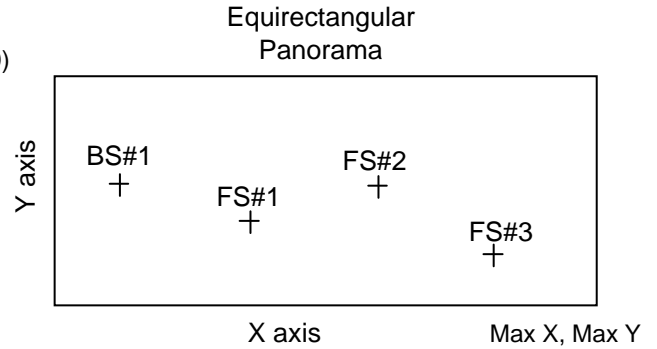 Equirectangular
Panorama
)
BS#1
FS#2
FS#1
FS#3
Y axis
X axis
Max X, Max Y